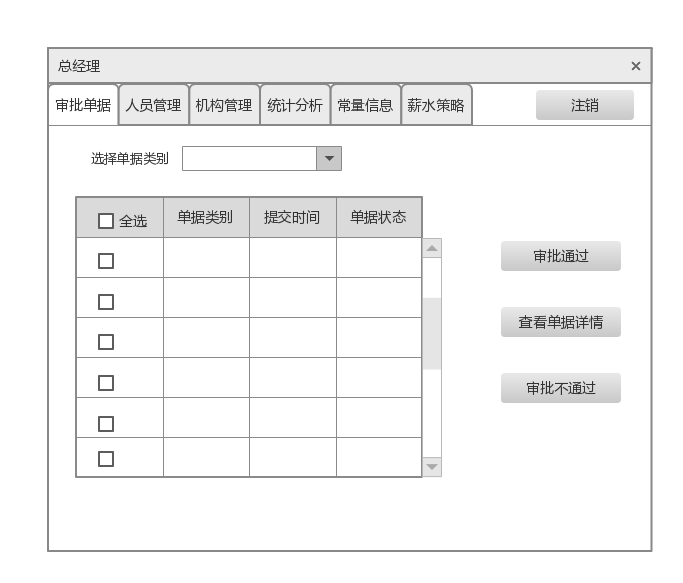 总经理
审批单据 人员管理 机构管理 统计分析 常量信息 薪水策略 注销
选择单据类别
全选 单据类别 提交时间 单据状态
审批通过
查看单据详情
审批不通过